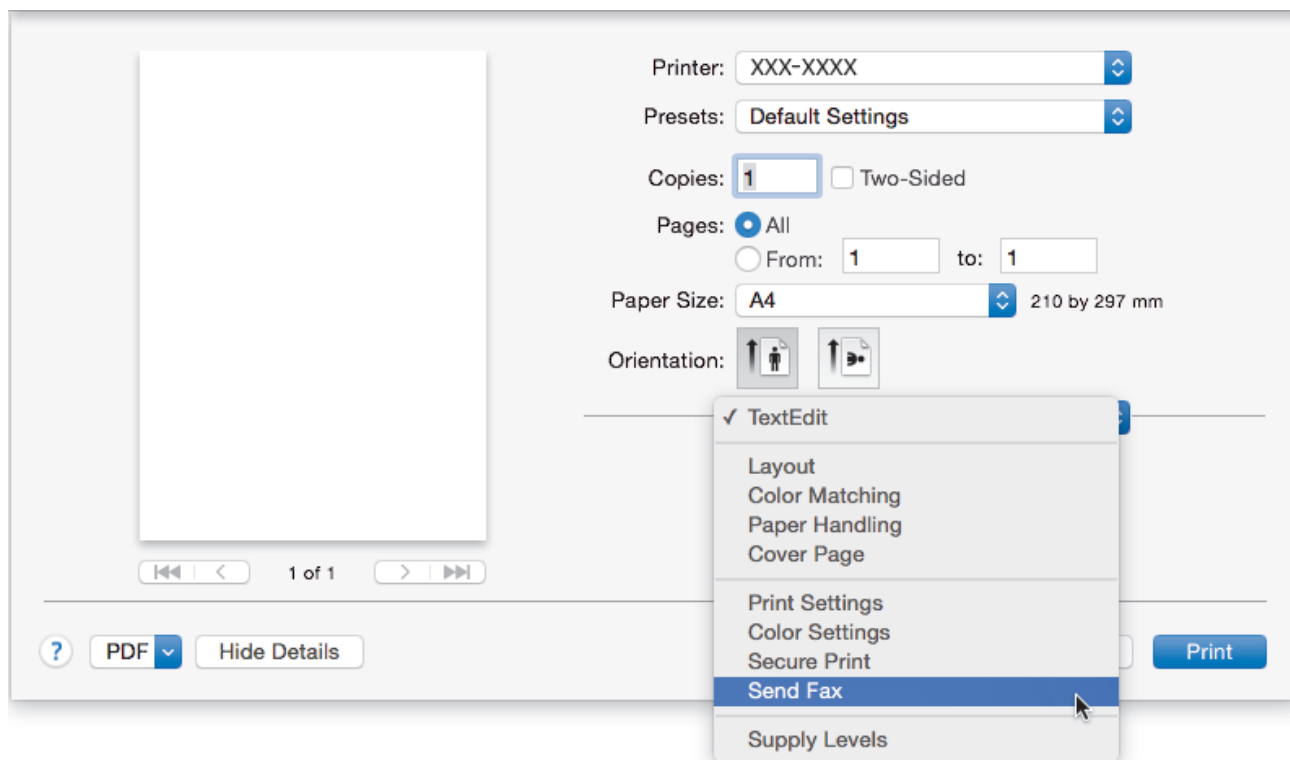 Printer: XXX-XXXX
Presets: Default Settings
Copies: 1 Two-Sided
Pages: All
From: 1 to: 1
Paper Size: A4 210 by 297 mm
Orientation:
✓ TextEdit
Layout
Color Matching
Paper Handling
Cover Page
1 of 1
Print Settings
Color Settings
Secure Print
Send Fax
Supply Levels
? PDF Hide Details Print